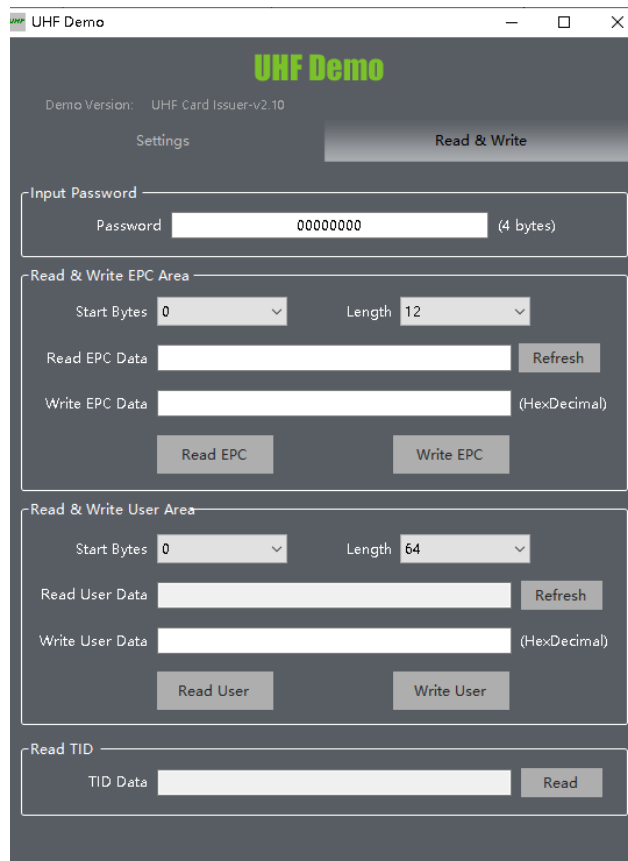 UHF UHF Demo
UHF Demo
Demo Version: UHF Card Issuer-v2.10
Settings Read & Write
Input Password
Password 00000000 (4 bytes)
Read & Write EPC Area
Start Bytes 0 Length 12
Read EPC Data Refresh
Write EPC Data (HexDecimal)
Read EPC Write EPC
Read & Write User Area
Start Bytes 0 Length 64
Read User Data Refresh
Write User Data (HexDecimal)
Read User Write User
Read TID
TID Data Read